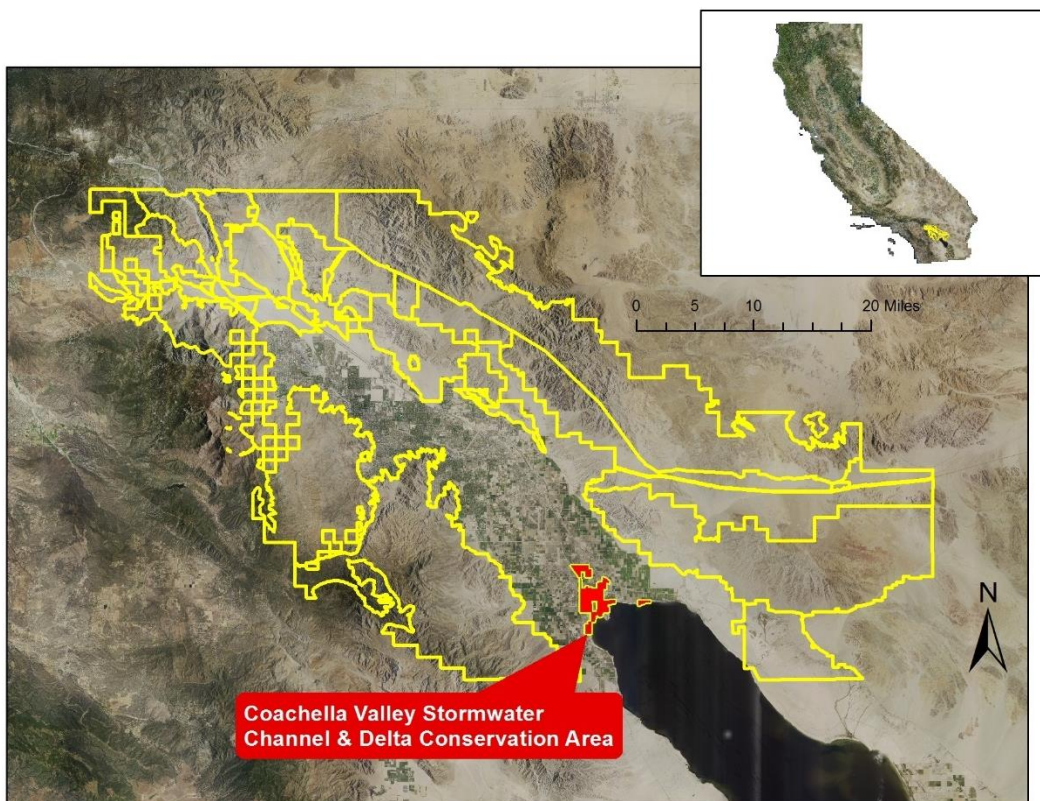 0 5 10 20 Miles
N
Coachella Valley Stormwater
Channel & Delta Conservation Area